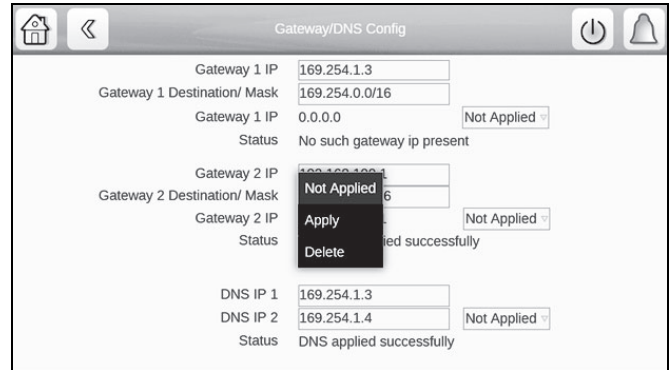 Gateway/DNS Config
Gateway 1 IP 169.254.1.3
Gateway 1 Destination/ Mask 169.254.0.0/16
Gateway 1 IP 0.0.0.0 Not Applied
Status No such gateway ip present
Gateway 2 IP
Not Applied
Gateway 2 Destination/ Mask 6
Gateway 2 IP Apply Not Applied
Status ied successfully
Delete
DNS IP 1 169.254.1.3
DNS IP 2 169.254.1.4 Not Applied
Status DNS applied successfully